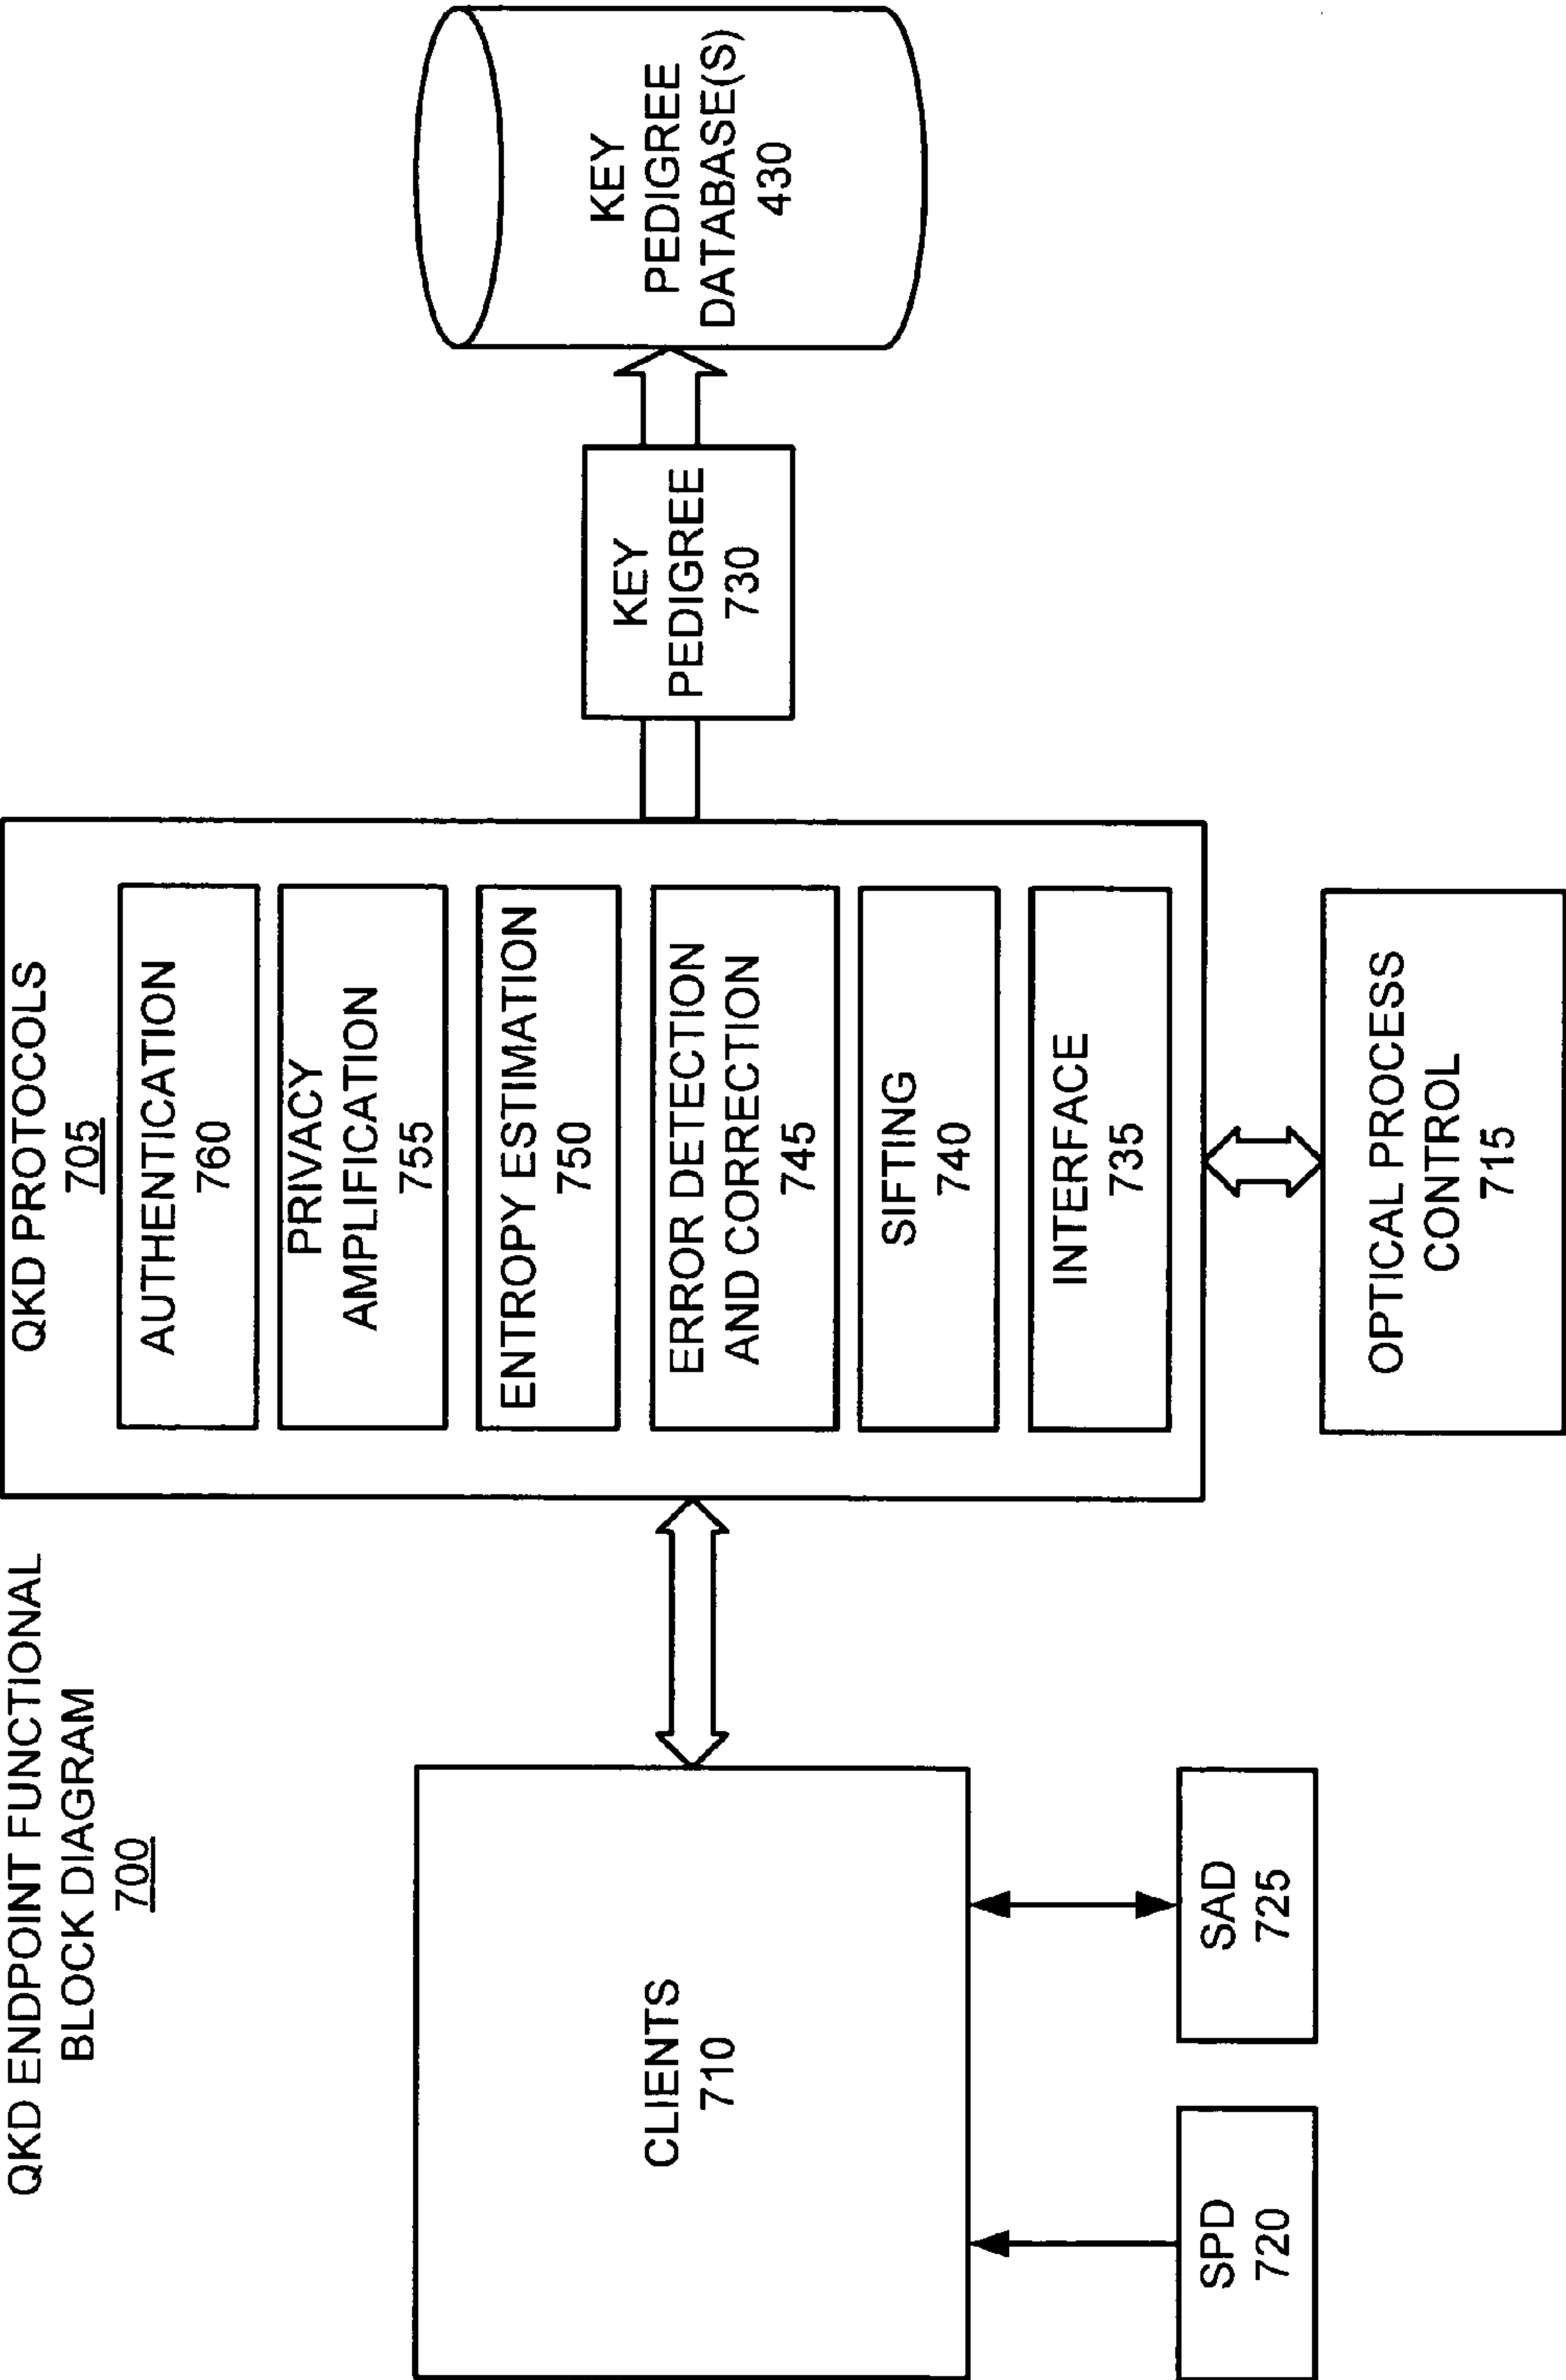 QKD ENDPOINT FUNCTIONAL
BLOCK DIAGRAM
700
CLIENTS
710
SPD
720
SAD
725
QKD PROTOCOLS
705
AUTHENTICATION
760
PRIVACY
AMPLIFICATION
755
ENTROPY ESTIMATION
750
ERROR DETECTION
AND CORRECTION
745
SIFTING
740
INTERFACE
735
OPTICAL PROCESS
CONTROL
715
KEY
PEDIGREE
730
KEY
PEDIGREE
DATABASE(S)
430